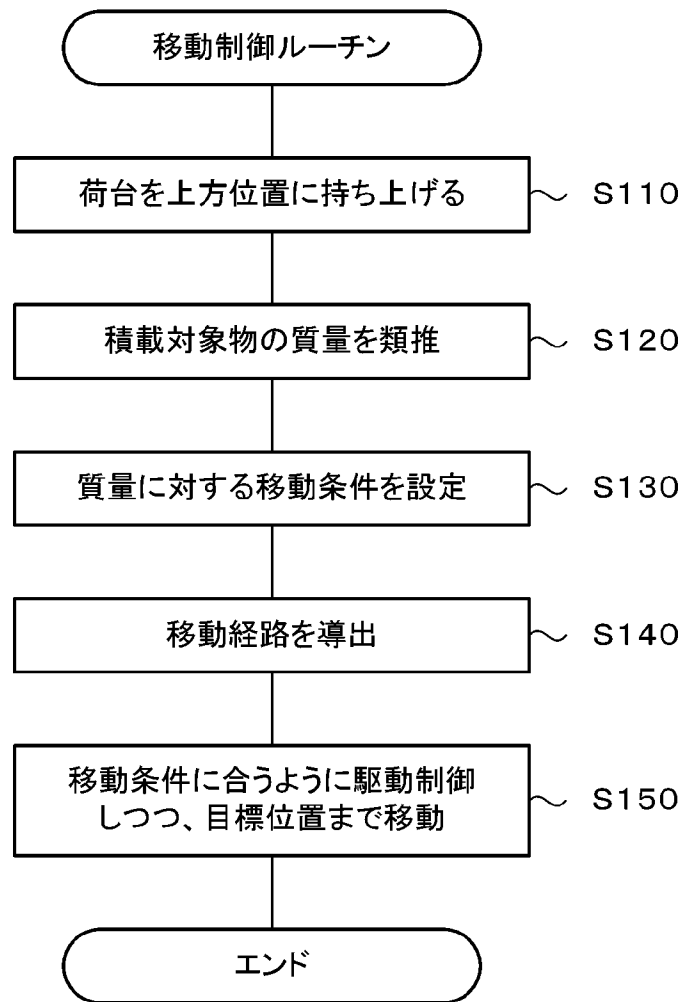 移動制御ルーチン
荷台を上方位置に持ち上げる
S110
積載対象物の質量を類推
S120
質量に対する移動条件を設定
S130
移動経路を導出
S140
移動条件に合うように駆動制御
しつつ、目標位置まで移動
S150
エンド